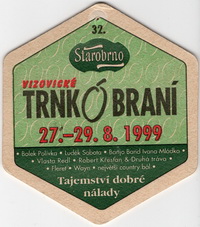 32.
Starobrno
VIZOVICKÉ
TRNKÓBRANÍ
27.-29. 8. 1999
• Bolek Polívka • Luděk Sobota • Banjo Band Ivana Mládka •
• Vlasta Redl • Robert Křesťan & Druhá tráva •
• Fleret • Wayn • největší country bál •
Tajemství dobré
nálady